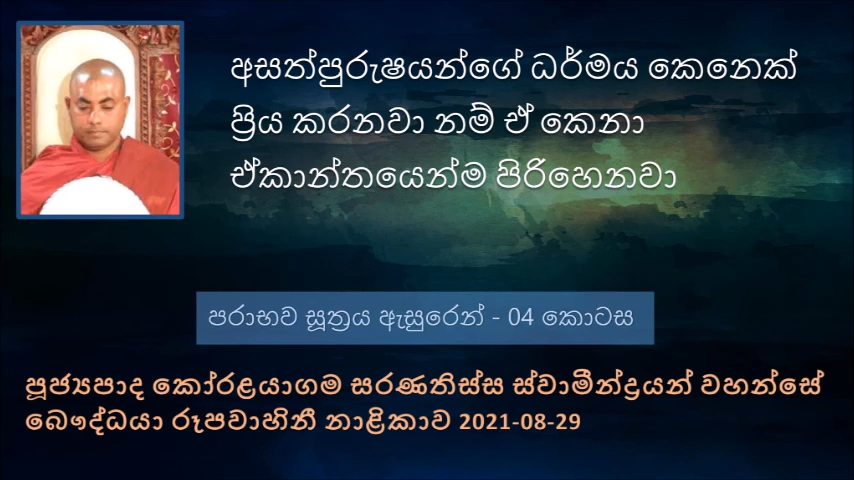 අසත්පුරුෂයන්ගේ ධර්මය කෙනෙක්
ප්‍රිය කරනවා නම් ඒ කෙනා
ඒකාන්තයෙන්ම පිරිහෙනවා
පරාභව සූත්‍රය ඇසුරෙන් - 04 කොටස
පූජ්‍යපාද කෝරළයාගම සරණතිස්ස ස්වාමීන්ද්‍රයන් වහන්සේ
බෞද්ධයා රූපවාහිනී නාළිකාව 2021-08-29